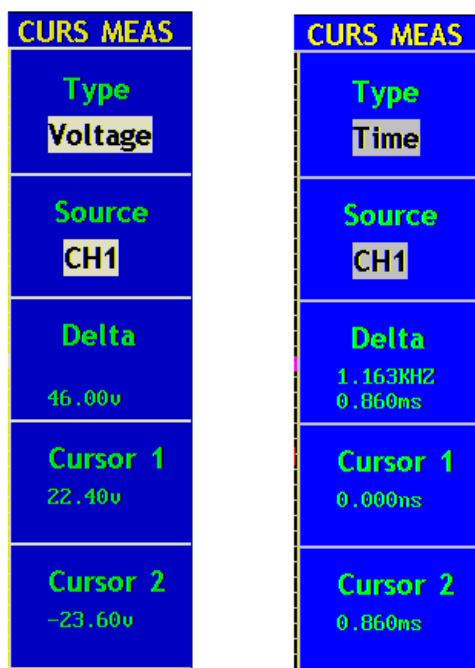 CURS MEAS
Type
Voltage
Source
CH1
Delta
46.00v
Cursor 1
22.40v
Cursor 2
-23.60v
CURS MEAS
Type
Time
Source
CH1
Delta
1.163KHZ
0.860ms
Cursor 1
0.000ns
Cursor 2
0.860ms